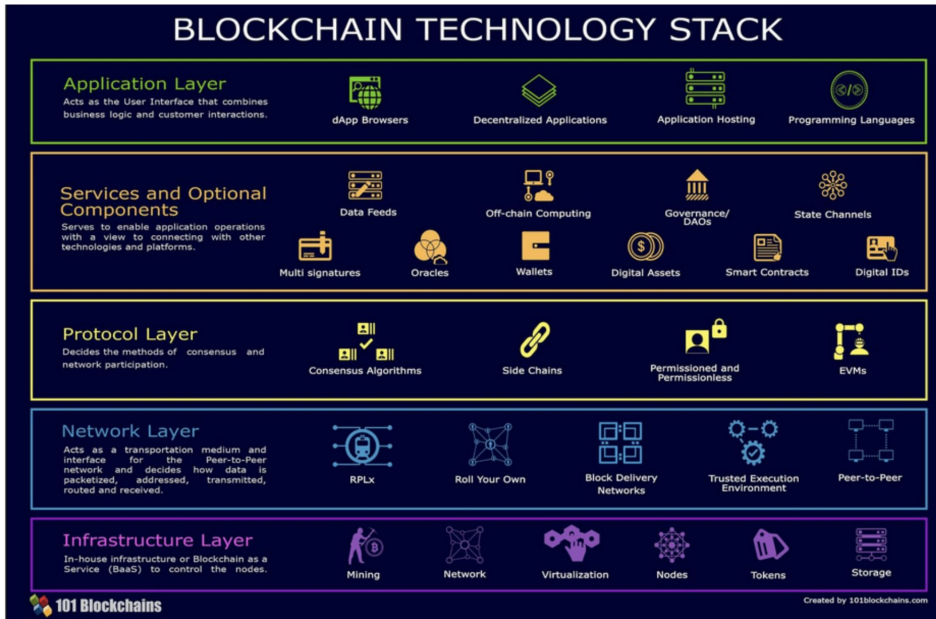 BLOCKCHAIN TECHNOLOGY STACK
Application Layer
Acts as the User Interface that combines
business logic and customer interactions.
dApp Browsers
Decentralized Applications
Application Hosting
Programming Languages
Services and Optional
Components
Serves to enable application operations
with a view to connecting with other
technologies and platforms.
Data Feeds
Off-chain Computing
Governance/
DAOs
State Channels
Multi signatures
Oracles
Wallets
Digital Assets
Smart Contracts
Digital IDs
Protocol Layer
Decides the methods of consensus and
network participation.
Consensus Algorithms
Side Chains
Permissioned and
Permissionless
EVMs
Network Layer
Acts as a transportation medium and
interface for the Peer-to-Peer
network and decides how data is
packetized, addressed, transmitted,
routed and received.
RPLx
Roll Your Own
Block Delivery
Networks
Trusted Execution
Environment
Peer-to-Peer
Infrastructure Layer
In-house infrastructure or Blockchain as a
Service (BaaS) to control the nodes.
Mining
Network
Virtualization
Nodes
Tokens
Storage
101 Blockchains
Created by 101blockchains.com